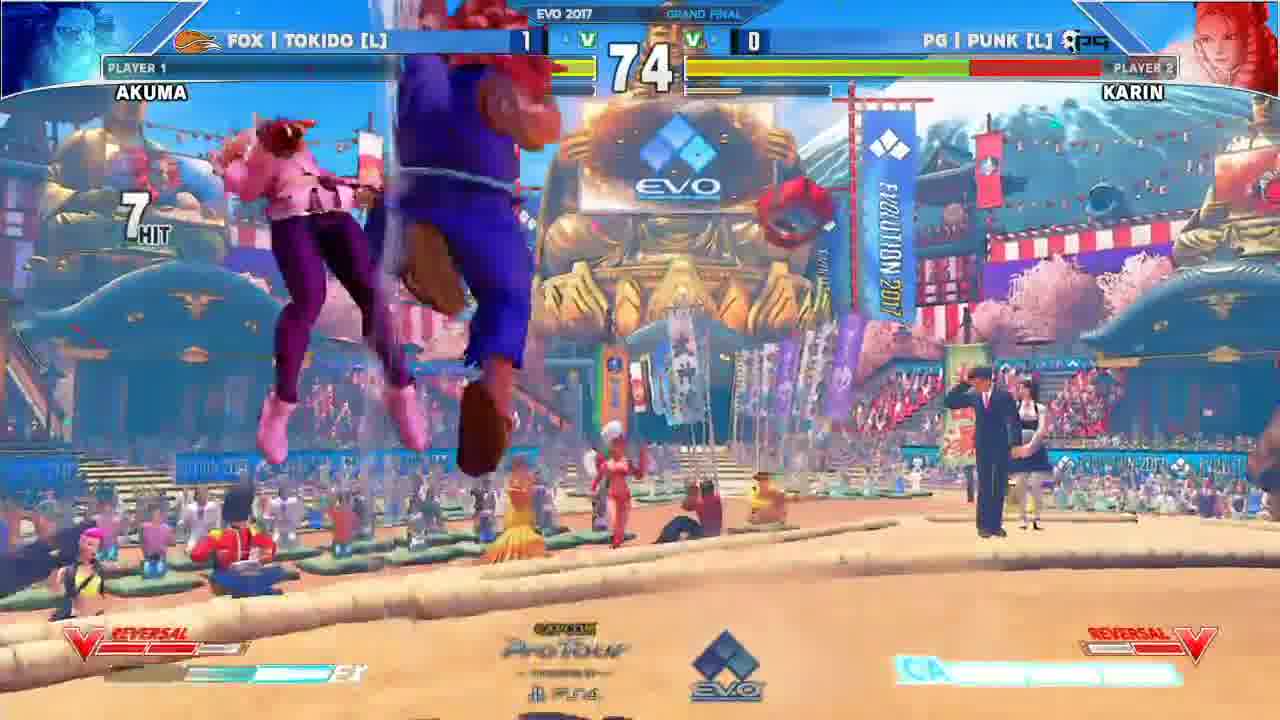 EVO 2017 GRAND FINAL
FOX | TOKIDO [L] 1 V 74 V 0 PG | PUNK [L]
PLAYER 1 PLAYER 2
AKUMA KARIN
EVO
EVOLUTION 2017
7 HIT
REVERSAL REVERSAL
EX CA
CAPCOM
Pro Tour
PS4
EVO